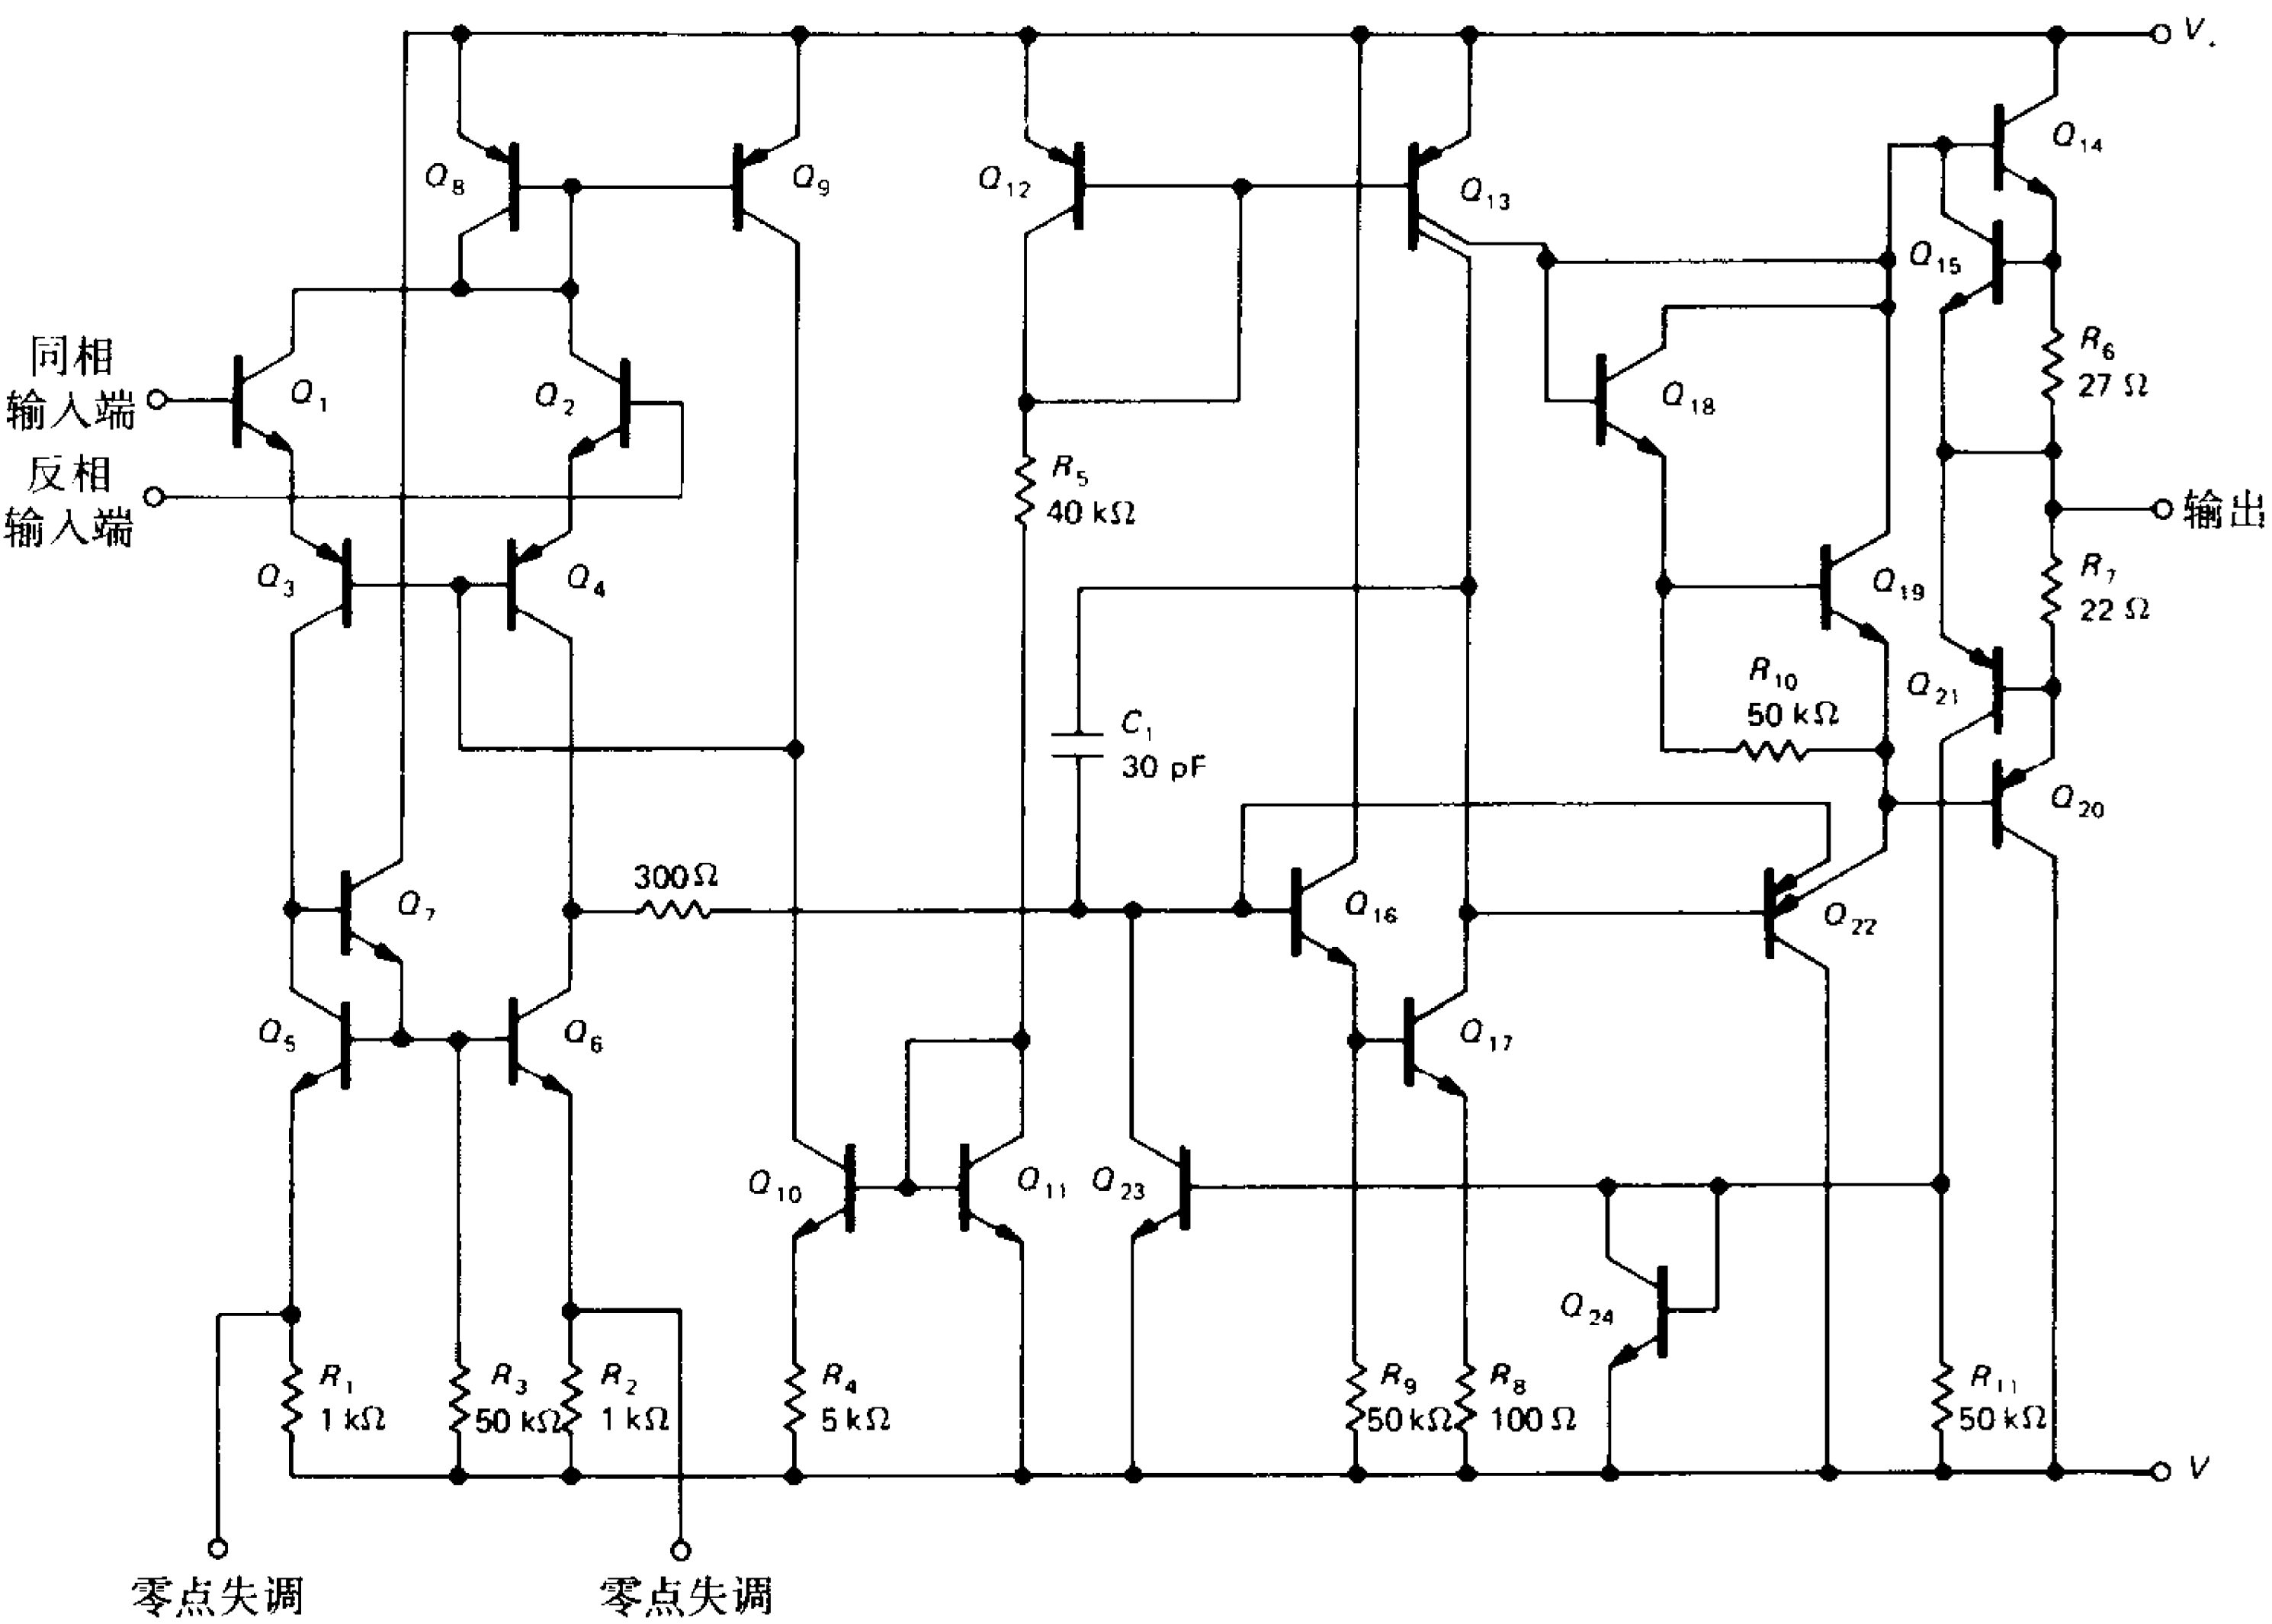 V+
Q14
Q8
Q9
Q12
Q13
Q15
同相
输入端
Q1
Q2
Q18
R6
27 Ω
反相
输入端
R5
40 kΩ
输出
Q3
Q4
Q19
R7
22 Ω
R10
50 kΩ
Q21
C1
30 pF
Q20
300Ω
Q7
Q16
Q22
Q5
Q6
Q17
Q10
Q11
Q23
Q24
R1
1 kΩ
R3
50 kΩ
R2
1 kΩ
R4
5 kΩ
R9
50 kΩ
R8
100 Ω
R11
50 kΩ
V
零点失调
零点失调